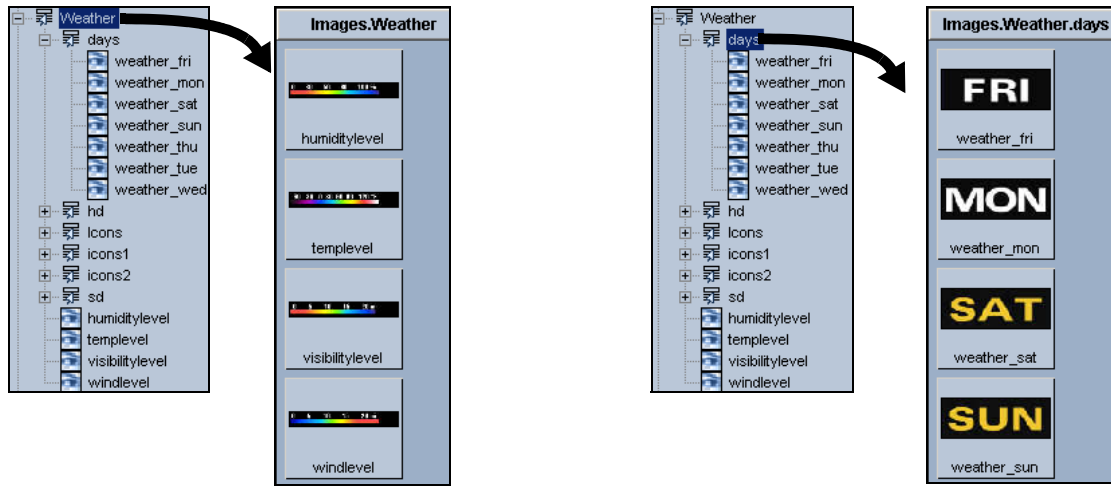 Weather
days
weather_fri
weather_mon
weather_sat
weather_sun
weather_thu
weather_tue
weather_wed
hd
Icons
icons1
icons2
sd
humiditylevel
templevel
visibilitylevel
windlevel
Images.Weather
humiditylevel
templevel
visibilitylevel
windlevel
Weather
days
weather_fri
weather_mon
weather_sat
weather_sun
weather_thu
weather_tue
weather_wed
hd
Icons
icons1
icons2
sd
humiditylevel
templevel
visibilitylevel
windlevel
Images.Weather.days
FRI
weather_fri
MON
weather_mon
SAT
weather_sat
SUN
weather_sun